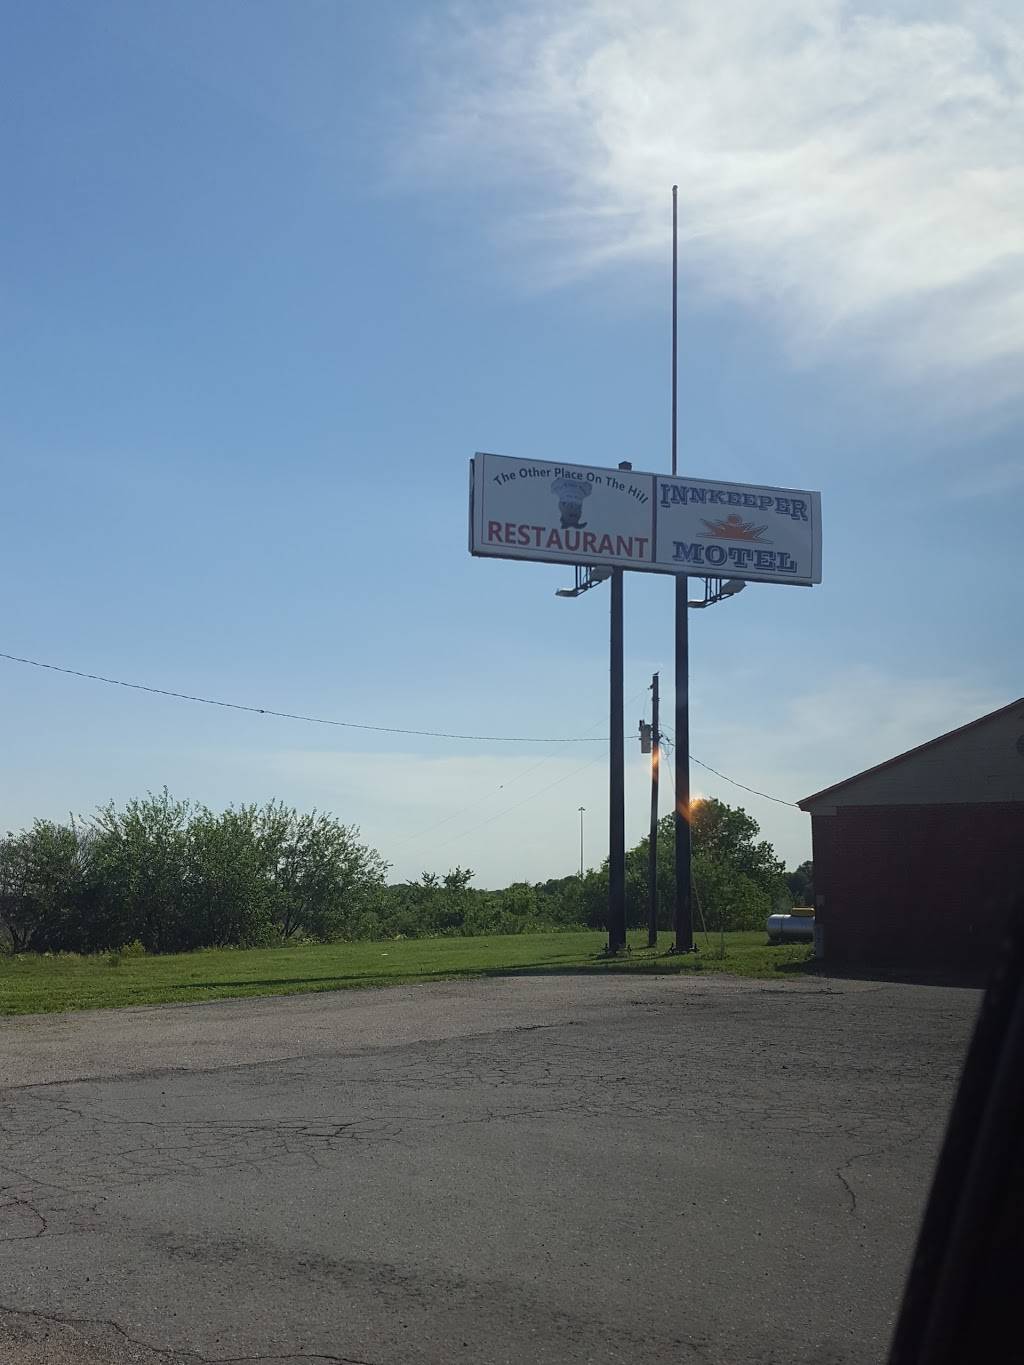 The Other Place On The Hill
RESTAURANT
INNKEEPER
MOTEL